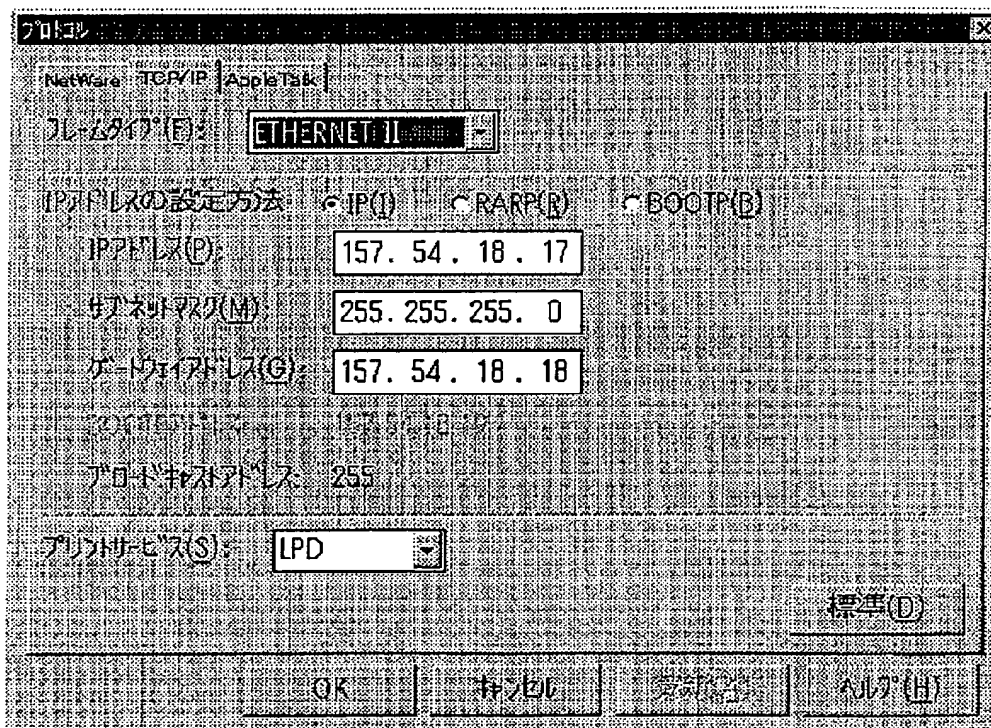 プロトコル
NetWare TCP/IP AppleTalk
フレームタイプ(F): ETHERNET II
IPアドレスの設定方法: IP(I) RARP(R) BOOTP(B)
IPアドレス(P): 157. 54. 18. 17
サブネットマスク(M): 255. 255. 255. 0
ゲートウェイアドレス(G): 157. 54. 18. 18
ブロードキャストアドレス: 255
プリントサービス(S): LPD
標準(D)
OK キャンセル ヘルプ(H)